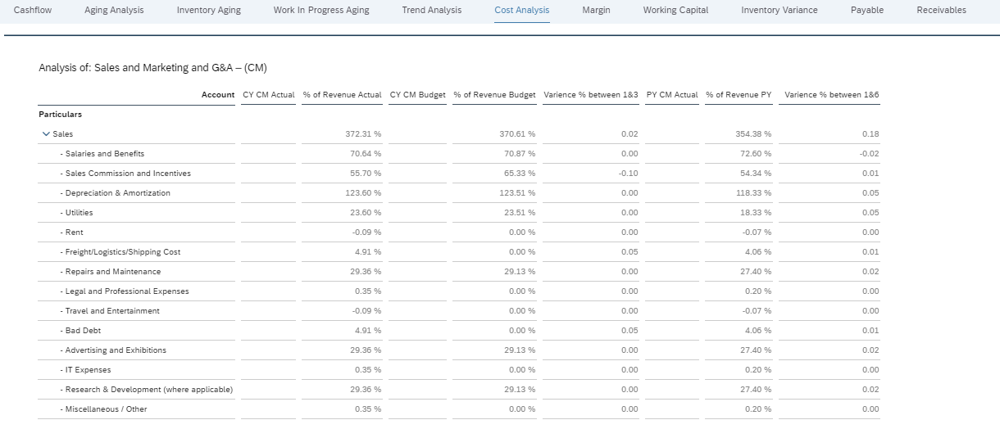 Cashflow Aging Analysis Inventory Aging Work In Progress Aging Trend Analysis Cost Analysis Margin Working Capital Inventory Variance Payable Receivables
Analysis of: Sales and Marketing and G&A – (CM)
Account CY CM Actual % of Revenue Actual CY CM Budget % of Revenue Budget Varience % between 1&3 PY CM Actual % of Revenue PY Varience % between 1&6
Particulars
Sales 372.31 % 370.61 % 0.02 354.38 % 0.18
- Salaries and Benefits 70.64 % 70.87 % 0.00 72.60 % -0.02
- Sales Commission and Incentives 55.70 % 65.33 % -0.10 54.34 % 0.01
- Depreciation & Amortization 123.60 % 123.51 % 0.00 118.33 % 0.05
- Utilities 23.60 % 23.51 % 0.00 18.33 % 0.05
- Rent -0.09 % 0.00 % 0.00 -0.07 % 0.00
- Freight/Logistics/Shipping Cost 4.91 % 0.00 % 0.05 4.06 % 0.01
- Repairs and Maintenance 29.36 % 29.13 % 0.00 27.40 % 0.02
- Legal and Professional Expenses 0.35 % 0.00 % 0.00 0.20 % 0.00
- Travel and Entertainment -0.09 % 0.00 % 0.00 -0.07 % 0.00
- Bad Debt 4.91 % 0.00 % 0.05 4.06 % 0.01
- Advertising and Exhibitions 29.36 % 29.13 % 0.00 27.40 % 0.02
- IT Expenses 0.35 % 0.00 % 0.00 0.20 % 0.00
- Research & Development (where applicable) 29.36 % 29.13 % 0.00 27.40 % 0.02
- Miscellaneous / Other 0.35 % 0.00 % 0.00 0.20 % 0.00